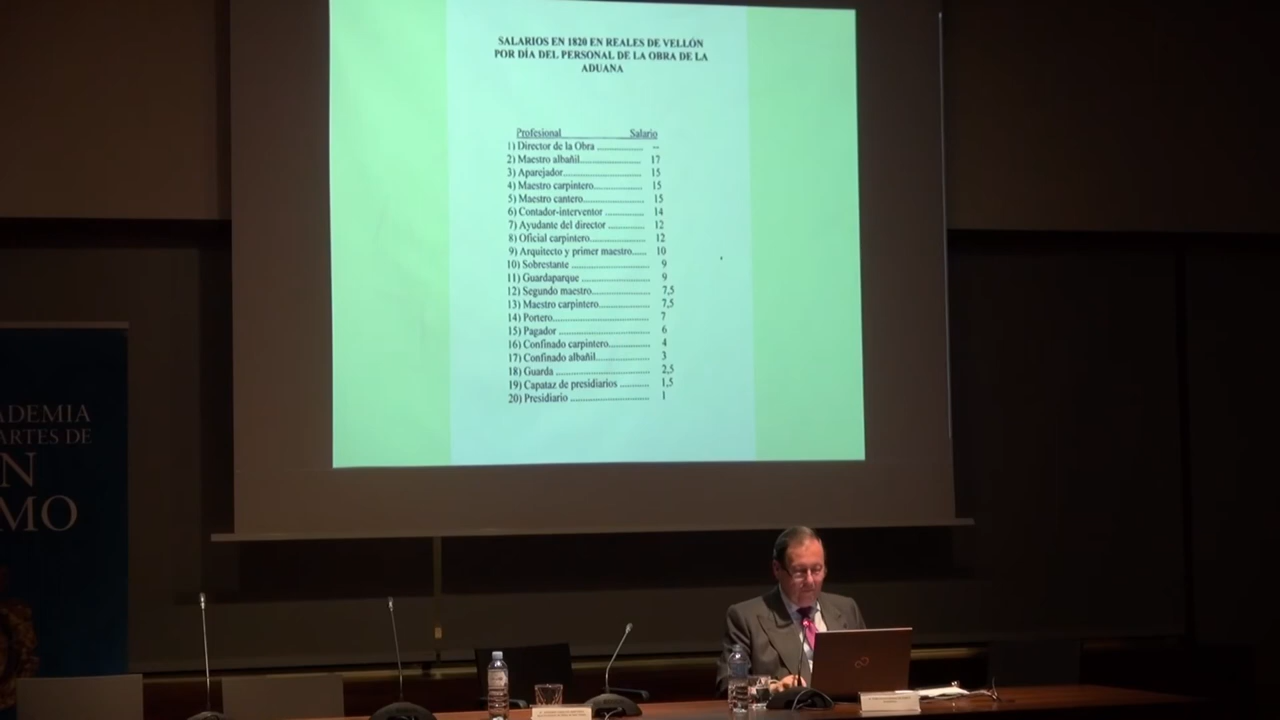 SALARIOS EN 1820 EN REALES DE VELLÓN
POR DÍA DEL PERSONAL DE LA OBRA DE LA
ADUANA
Profesional Salario
1) Director de la Obra .................. --
2) Maestro albañil....................... 17
3) Aparejador............................ 15
4) Maestro carpintero................... 15
5) Maestro cantero...................... 15
6) Contador-interventor .............. 14
7) Ayudante del director ............. 12
8) Oficial carpintero.................... 12
9) Arquitecto y primer maestro...... 10
10) Sobrestante ............................ 9
11) Guardaparque ......................... 9
12) Segundo maestro..................... 7,5
13) Maestro carpintero.................. 7,5
14) Portero................................... 7
15) Pagador ................................. 6
16) Confinado carpintero............... 4
17) Confinado albañil.................... 3
18) Guarda ................................... 2,5
19) Capataz de presidiarios ........... 1,5
20) Presidiario .............................. 1
ADEMIA
ARTES DE
N
MO